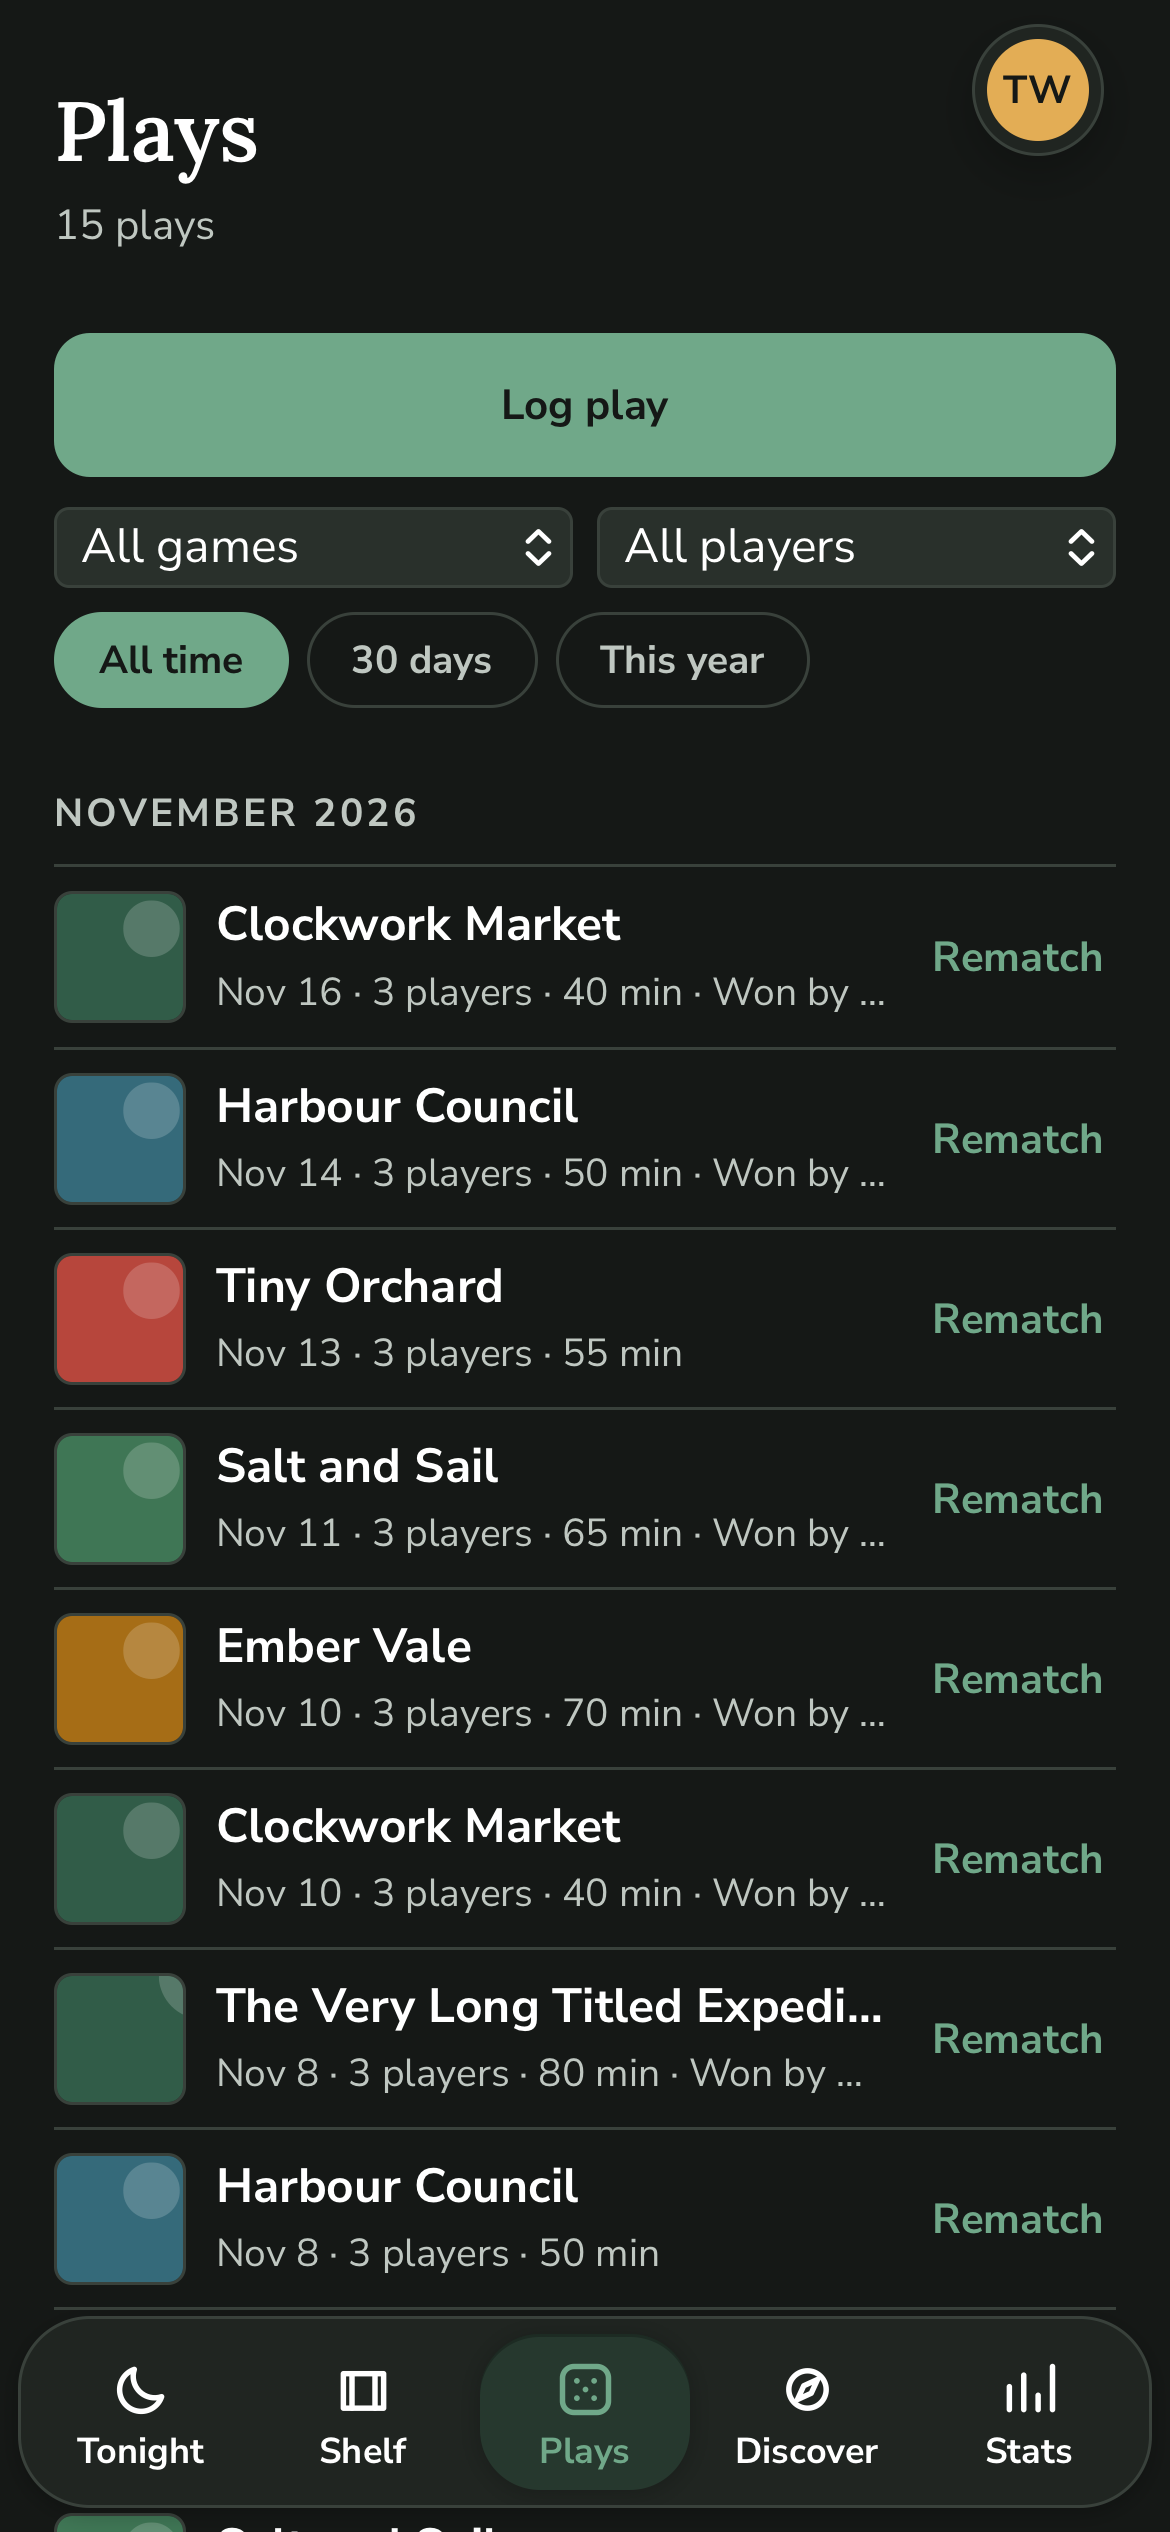 TW
Plays
15 plays
Log play
All games
All players
All time
30 days
This year
NOVEMBER 2026
Clockwork Market
Nov 16 · 3 players · 40 min · Won by ...
Rematch
Harbour Council
Nov 14 · 3 players · 50 min · Won by ...
Rematch
Tiny Orchard
Nov 13 · 3 players · 55 min
Rematch
Salt and Sail
Nov 11 · 3 players · 65 min · Won by ...
Rematch
Ember Vale
Nov 10 · 3 players · 70 min · Won by ...
Rematch
Clockwork Market
Nov 10 · 3 players · 40 min · Won by ...
Rematch
The Very Long Titled Expedi...
Nov 8 · 3 players · 80 min · Won by ...
Rematch
Harbour Council
Nov 8 · 3 players · 50 min
Rematch
Tonight
Shelf
Plays
Discover
Stats